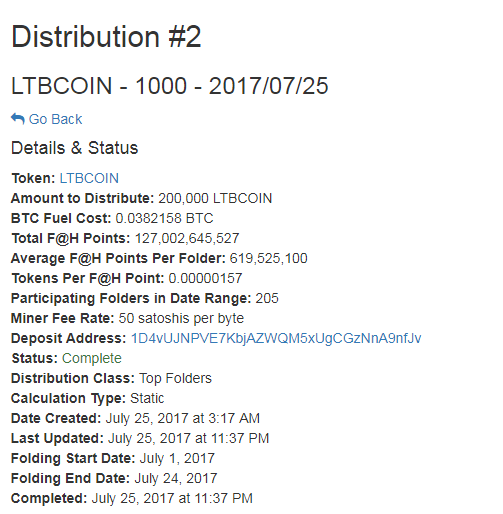 Distribution #2
LTBCOIN - 1000 - 2017/07/25
Go Back
Details & Status
Token: LTBCOIN
Amount to Distribute: 200,000 LTBCOIN
BTC Fuel Cost: 0.0382158 BTC
Total F@H Points: 127,002,645,527
Average F@H Points Per Folder: 619,525,100
Tokens Per F@H Point: 0.00000157
Participating Folders in Date Range: 205
Miner Fee Rate: 50 satoshis per byte
Deposit Address: 1D4vUJNPVE7KbjAZWQM5xUgCGzNnA9nfJv
Status: Complete
Distribution Class: Top Folders
Calculation Type: Static
Date Created: July 25, 2017 at 3:17 AM
Last Updated: July 25, 2017 at 11:37 PM
Folding Start Date: July 1, 2017
Folding End Date: July 24, 2017
Completed: July 25, 2017 at 11:37 PM